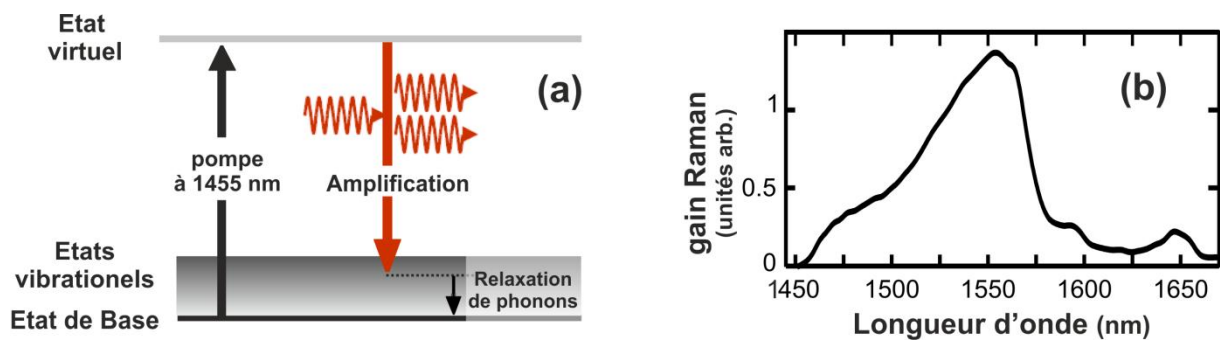 Etat
virtuel
(a)
pompe
à 1455 nm
Amplification
Etats
vibrationels
Relaxation
de phonons
Etat de Base
(b)
gain Raman
(unités arb.)
1
0.5
0
1450 1500 1550 1600 1650
Longueur d'onde (nm)